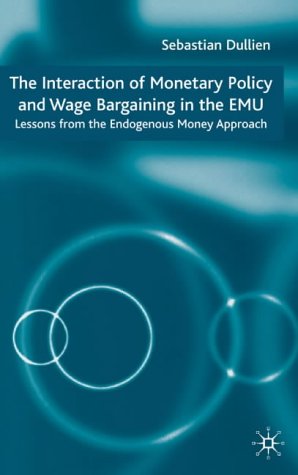 Sebastian Dullien
The Interaction of Monetary Policy
and Wage Bargaining in the EMU
Lessons from the Endogenous Money Approach